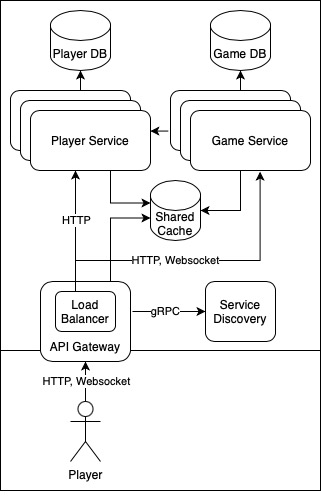 Player DB
Game DB
Player Service
Game Service
Shared
Cache
HTTP
HTTP, Websocket
Load
Balancer
API Gateway
gRPC
Service
Discovery
HTTP, Websocket
Player